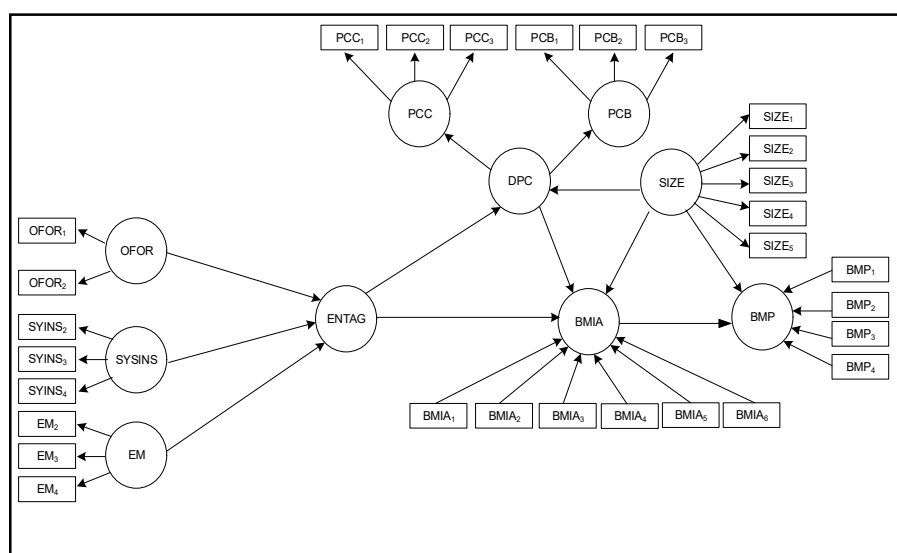 PCC₁ PCC₂ PCC₃ PCB₁ PCB₂ PCB₃
PCC PCB
SIZE₁
SIZE₂
SIZE₃
SIZE₄
SIZE₅
DPC SIZE
OFOR₁
OFOR₂
OFOR
SYINS₂
SYINS₃
SYINS₄
SYSINS
ENTAG BMIA BMP
BMP₁
BMP₂
BMP₃
BMP₄
BMIA₁ BMIA₂ BMIA₃ BMIA₄ BMIA₅ BMIA₆
EM₂
EM₃
EM₄
EM